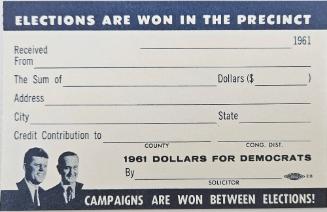 ELECTIONS ARE WON IN THE PRECINCT
1961
Received
From
The Sum of Dollars ($ )
Address
City State
Credit Contribution to
COUNTY CONG. DIST.
1961 DOLLARS FOR DEMOCRATS
By
SOLICITOR
CAMPAIGNS ARE WON BETWEEN ELECTIONS!